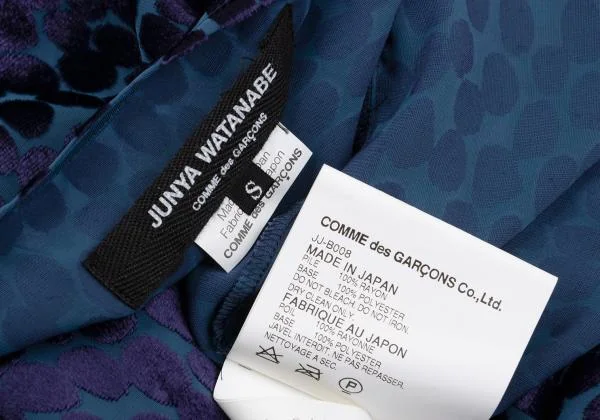 JUNYA WATANABE
COMME des GARÇONS
S
COMME des GARÇONS
COMME des GARÇONS Co., Ltd.
JJ-B008
MADE IN JAPAN
PILE 100% RAYON
BASE 100% POLYESTER
DO NOT BLEACH, DO NOT IRON.
DRY CLEAN ONLY.
FABRIQUE AU JAPON
POIL 100% RAYONNE
BASE 100% POLYESTER
JAVEL INTERDIT. NE PAS REPASSER.
NETTOYAGE A SEC.
P